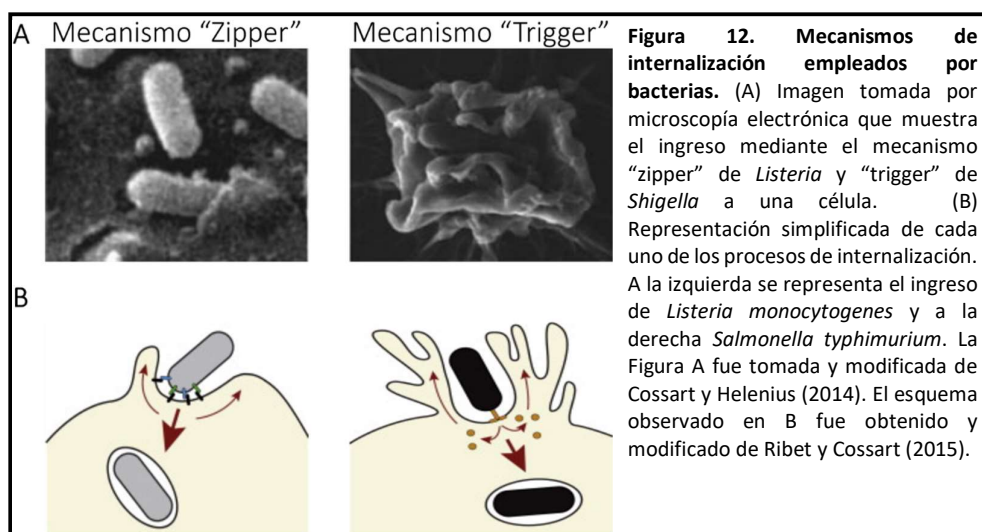 A
Mecanismo “Zipper”
Mecanismo “Trigger”
B
Figura 12. Mecanismos de
internalización empleados por
bacterias. (A) Imagen tomada por
microscopía electrónica que muestra
el ingreso mediante el mecanismo
“zipper” de Listeria y “trigger” de
Shigella a una célula. (B)
Representación simplificada de cada
uno de los procesos de internalización.
A la izquierda se representa el ingreso
de Listeria monocytogenes y a la
derecha Salmonella typhimurium. La
Figura A fue tomada y modificada de
Cossart y Helenius (2014). El esquema
observado en B fue obtenido y
modificado de Ribet y Cossart (2015).